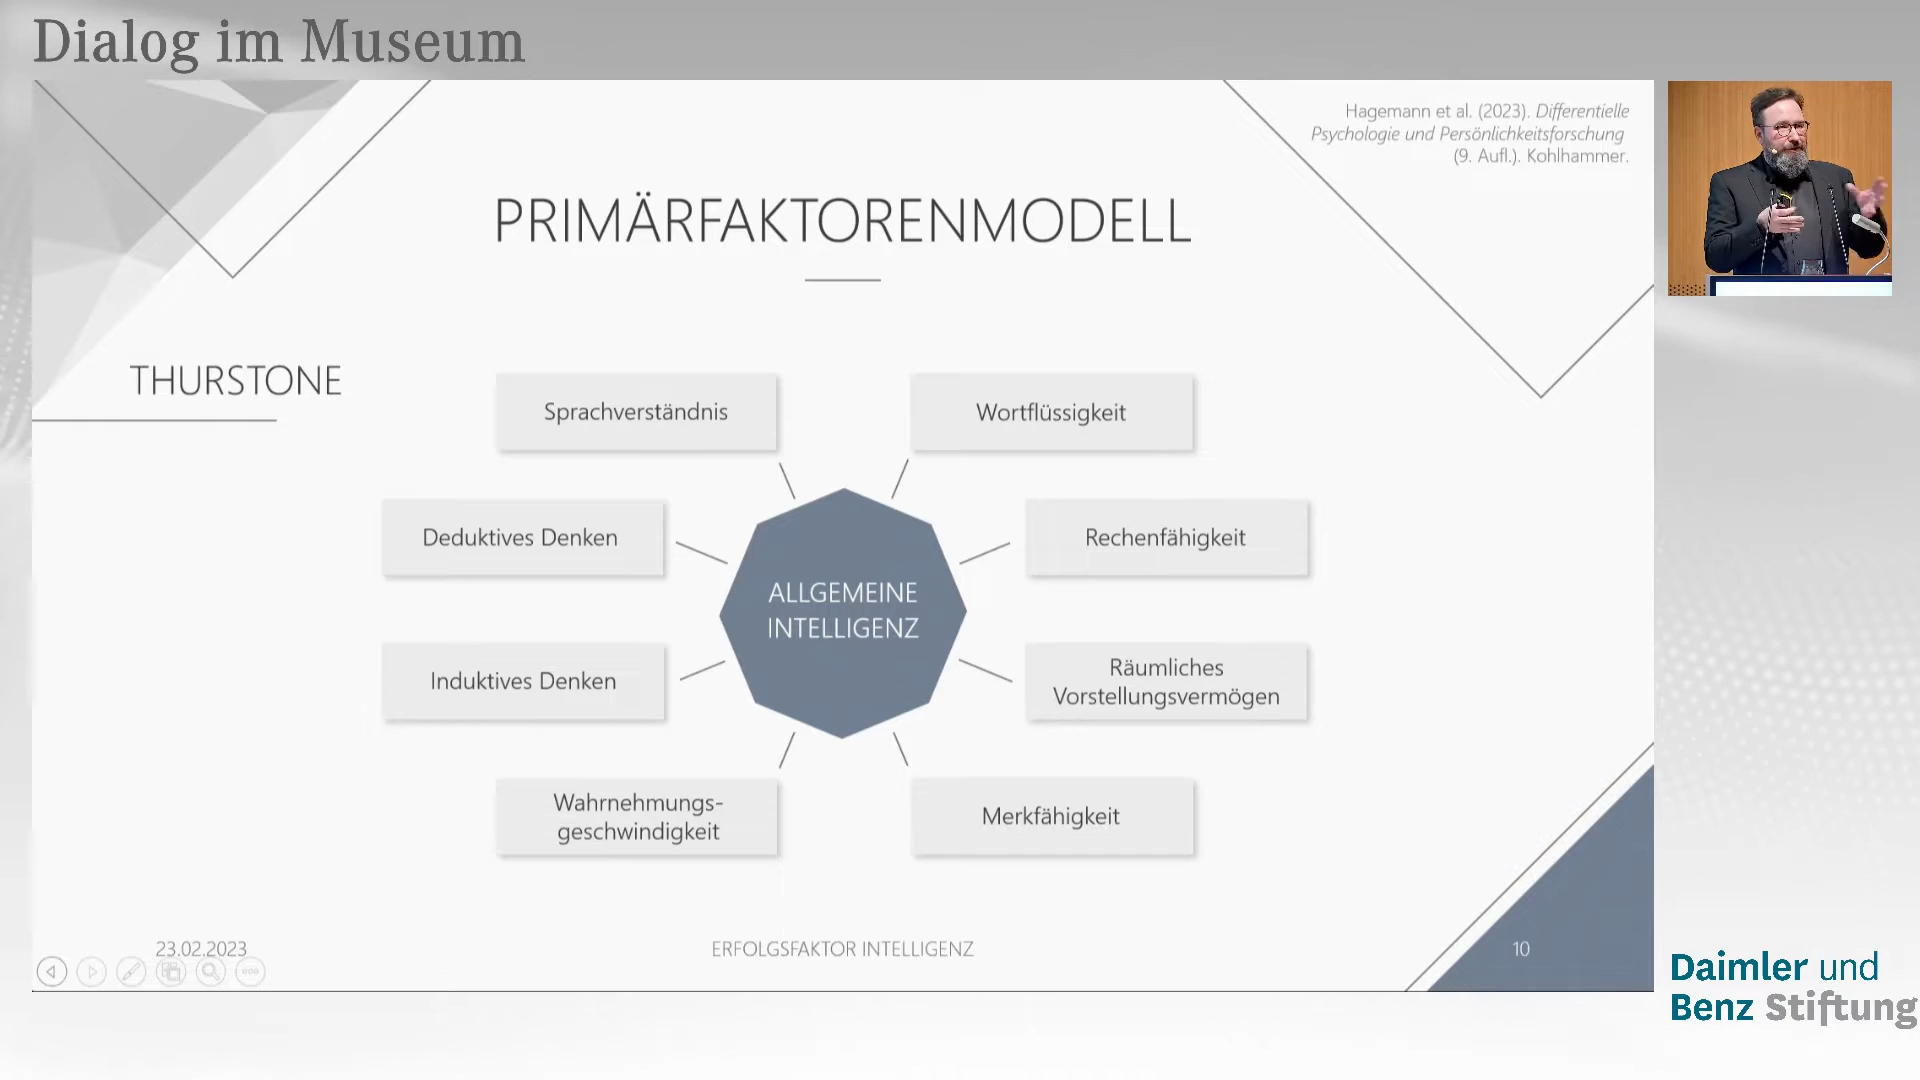 Dialog im Museum
Hagemann et al. (2023). Differentielle
Psychologie und Persönlichkeitsforschung
(9. Aufl.). Kohlhammer.
PRIMÄRFAKTORENMODELL
THURSTONE
Sprachverständnis
Wortflüssigkeit
Deduktives Denken
Rechenfähigkeit
ALLGEMEINE
INTELLIGENZ
Induktives Denken
Räumliches
Vorstellungsvermögen
Wahrnehmungs-
geschwindigkeit
Merkfähigkeit
23.02.2023
ERFOLGSFAKTOR INTELLIGENZ
10
Daimler und
Benz Stiftung